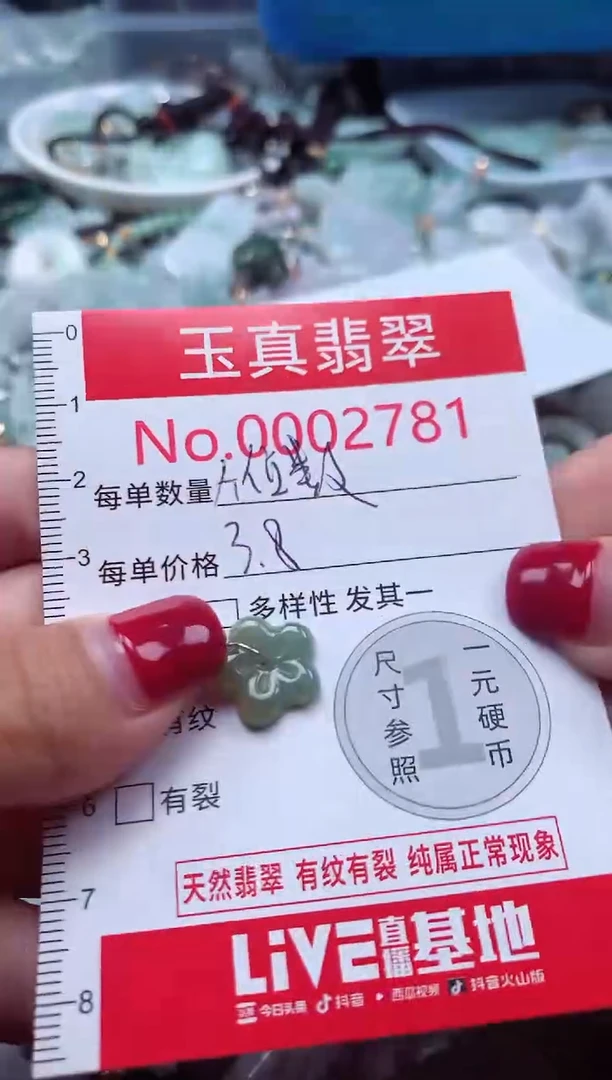 0
玉真翡翠
1
No.0002781
2
每单数量
3
每单价格 3.8
多样性 发其一
尺寸参照
1
一元硬币
有纹
6
有裂
天然翡翠 有纹有裂 纯属正常现象
7
LiVE直播基地
今日头条 抖音 西瓜视频 抖音火山版
8